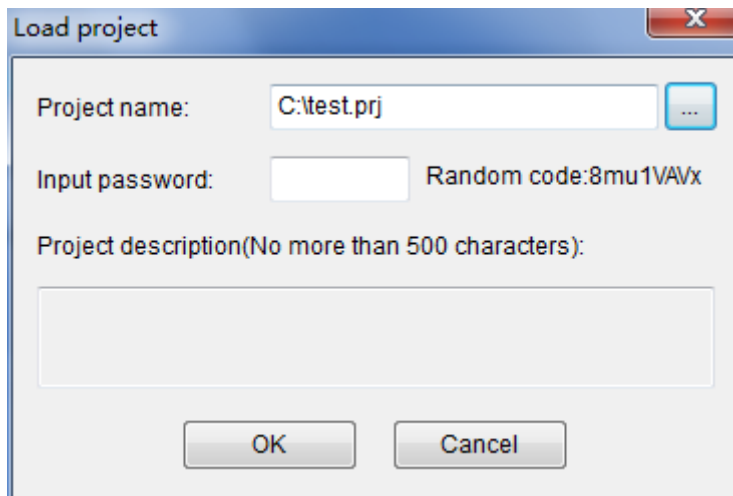 Load project
Project name: C:\test.prj ...
Input password: Random code:8mu1VAVx
Project description(No more than 500 characters):
OK Cancel